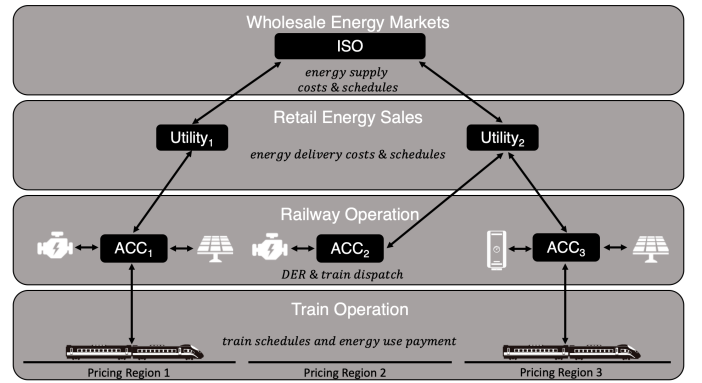 Wholesale Energy Markets
ISO
energy supply
costs & schedules
Retail Energy Sales
Utility₁
Utility₂
energy delivery costs & schedules
Railway Operation
ACC₁
ACC₂
ACC₃
DER & train dispatch
Train Operation
train schedules and energy use payment
Pricing Region 1
Pricing Region 2
Pricing Region 3